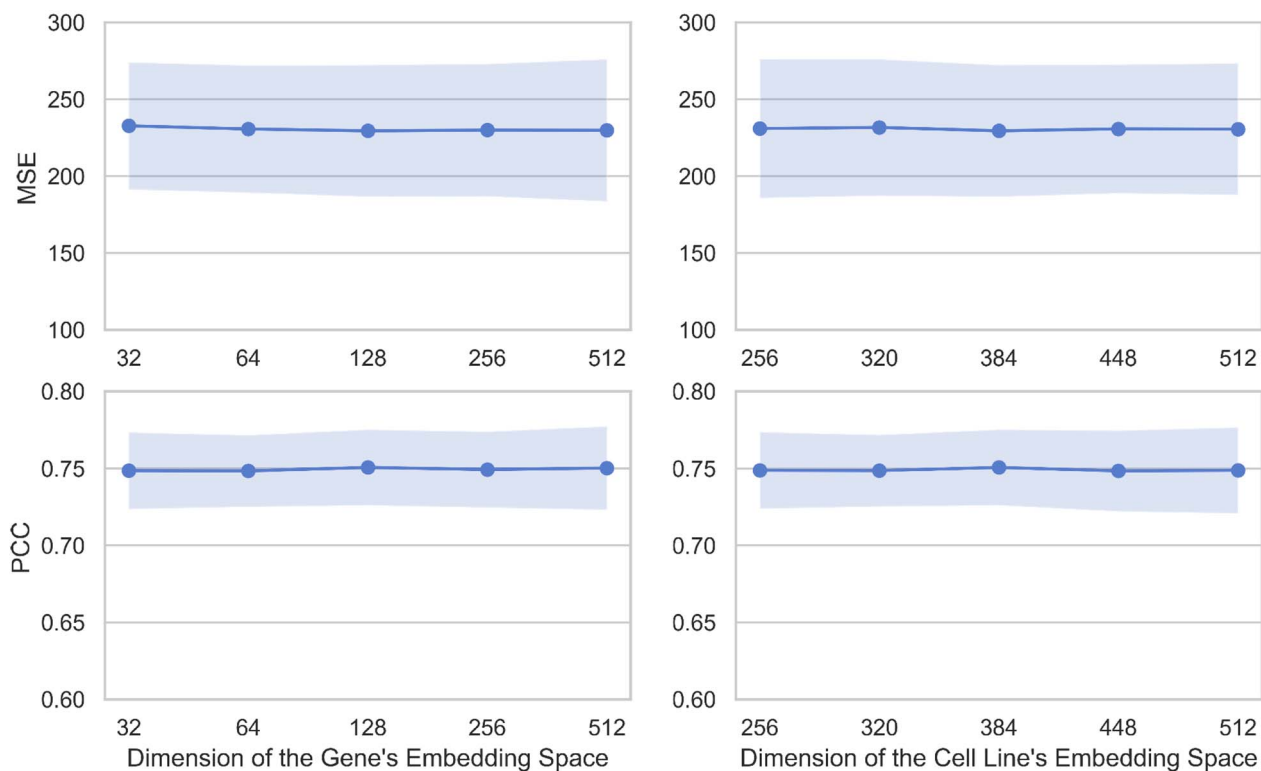 300 300
250 250
MSE 200 200
150 150
100 100
32 64 128 256 512 256 320 384 448 512
0.80 0.80
0.75 0.75
PCC 0.70 0.70
0.65 0.65
0.60 0.60
32 64 128 256 512 256 320 384 448 512
Dimension of the Gene's Embedding Space Dimension of the Cell Line's Embedding Space